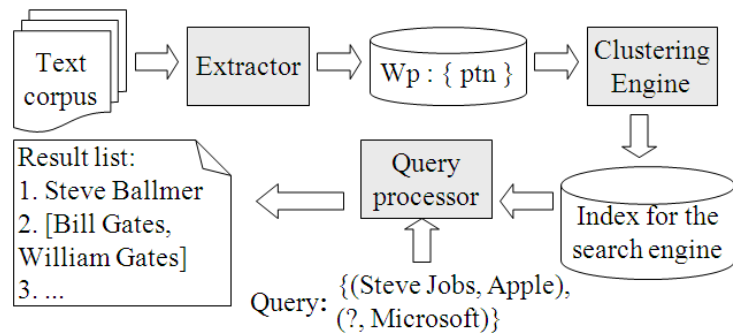 Text
corpus
Extractor
Wp : { ptn }
Clustering
Engine
Index for the
search engine
Query
processor
Query: {(Steve Jobs, Apple),
(?, Microsoft)}
Result list:
1. Steve Ballmer
2. [Bill Gates,
William Gates]
3. ...